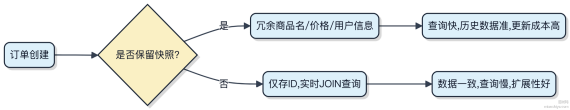 订单创建
是否保留快照?
是
冗余商品名/价格/用户信息
查询快,历史数据准,更新成本高
否
仅存ID,实时JOIN查询
数据一致,查询慢,扩展性好